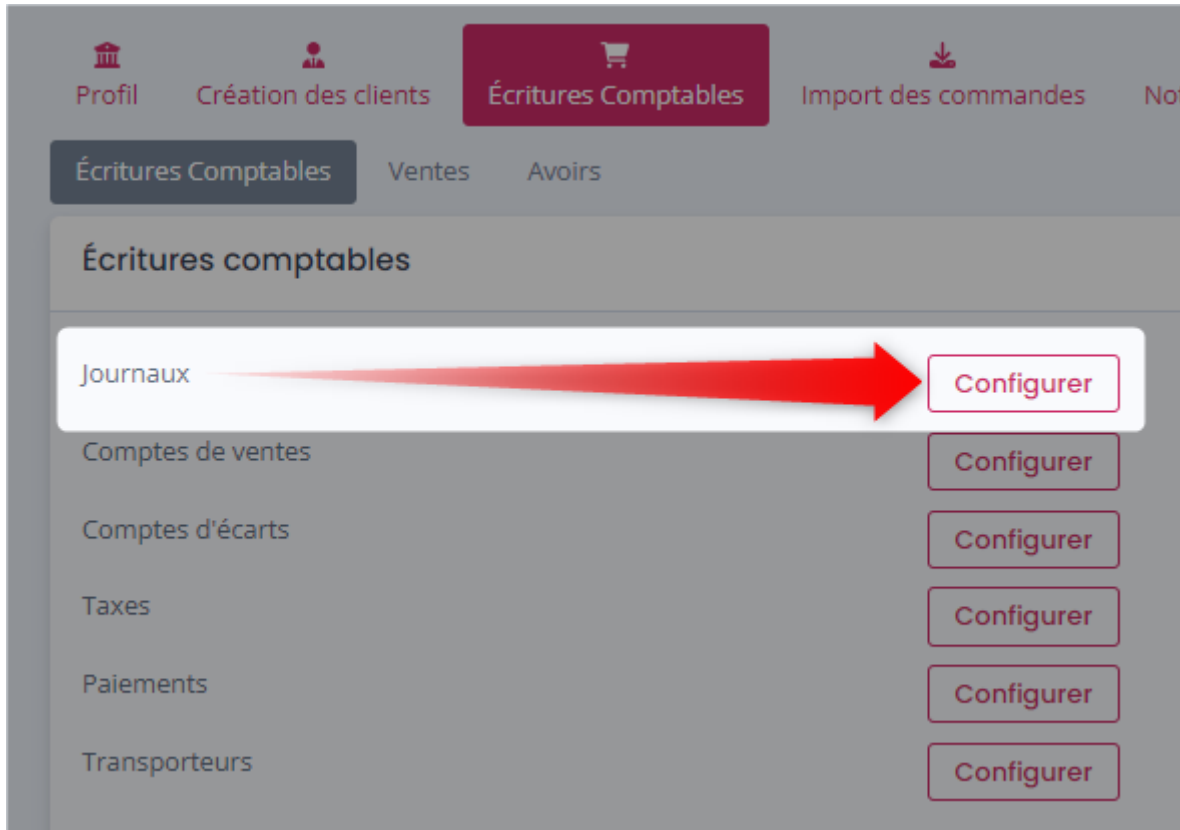 Profil
Création des clients
Écritures Comptables
Import des commandes
Écritures Comptables
Ventes
Avoirs
Écritures comptables
Journaux
Configurer
Comptes de ventes
Configurer
Comptes d'écarts
Configurer
Taxes
Configurer
Paiements
Configurer
Transporteurs
Configurer